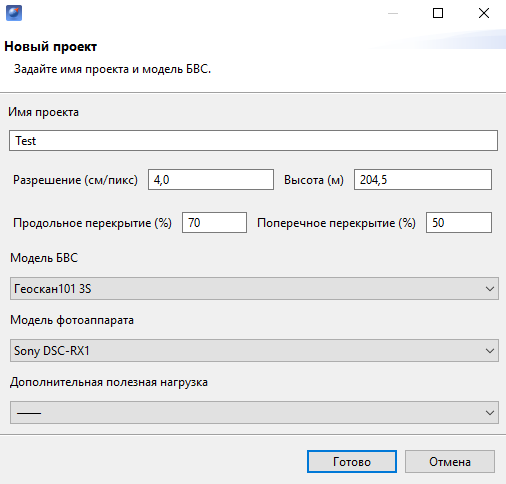 Новый проект
Задайте имя проекта и модель БВС.
Имя проекта
Test
Разрешение (см/пикс) 4,0 Высота (м) 204,5
Продольное перекрытие (%) 70 Поперечное перекрытие (%) 50
Модель БВС
Геоскан101 3S
Модель фотоаппарата
Sony DSC-RX1
Дополнительная полезная нагрузка
——
Готово Отмена